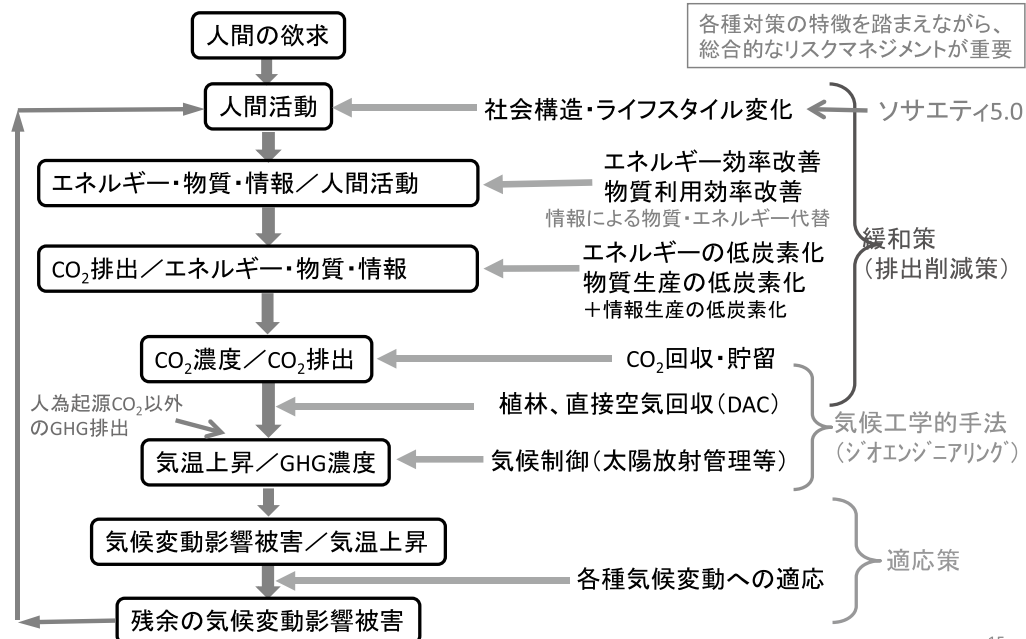 各種対策の特徴を踏まえながら、
総合的なリスクマネジメントが重要
人間の欲求
人間活動
社会構造・ライフスタイル変化
ソサエティ5.0
エネルギー・物質・情報／人間活動
エネルギー効率改善
物質利用効率改善
情報による物質・エネルギー代替
緩和策
（排出削減策）
CO₂排出／エネルギー・物質・情報
エネルギーの低炭素化
物質生産の低炭素化
＋情報生産の低炭素化
CO₂濃度／CO₂排出
CO₂回収・貯留
人為起源CO₂以外
のGHG排出
植林、直接空気回収（DAC）
気候工学的手法
（ｼﾞｵｴﾝｼﾞﾆｱﾘﾝｸﾞ）
気温上昇／GHG濃度
気候制御（太陽放射管理等）
気候変動影響被害／気温上昇
適応策
各種気候変動への適応
残余の気候変動影響被害
15